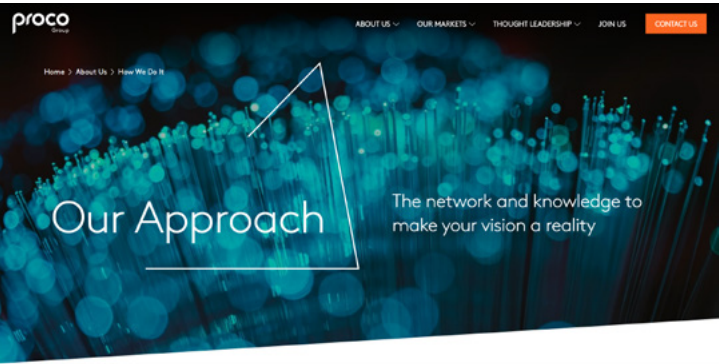 proco
Group
ABOUT US
OUR MARKETS
THOUGHT LEADERSHIP
JOIN US
CONTACT US
Home > About Us > How We Do It
Our Approach
The network and knowledge to
make your vision a reality